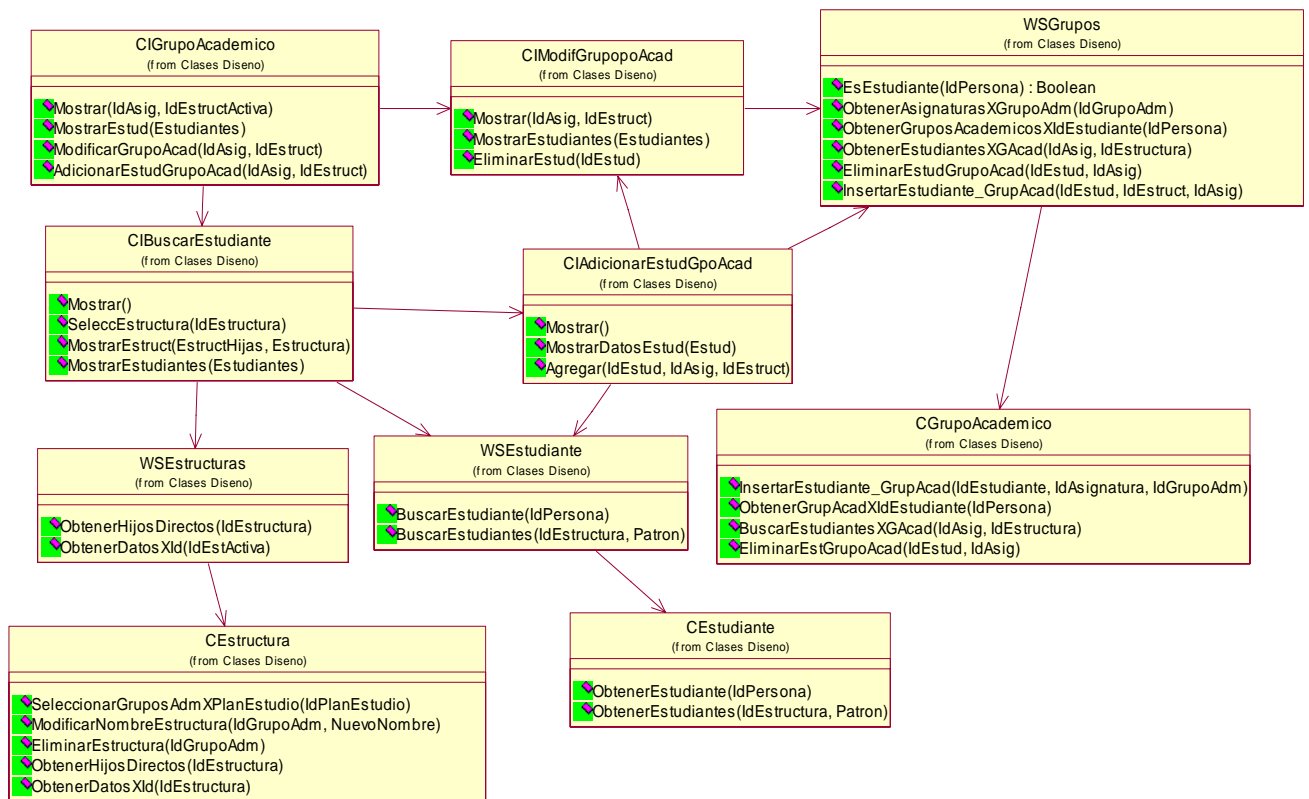 CIGrupoAcademico
(from Clases Diseno)
Mostrar(IdAsig, IdEstructActiva)
MostrarEstud(Estudiantes)
ModificarGrupoAcad(IdAsig, IdEstruct)
AdicionarEstudGrupoAcad(IdAsig, IdEstruct)
CIModifGrupopoAcad
(from Clases Diseno)
Mostrar(IdAsig, IdEstruct)
MostrarEstudiantes(Estudiantes)
EliminarEstud(IdEstud)
WSGrupos
(from Clases Diseno)
EsEstudiante(IdPersona) : Boolean
ObtenerAsignaturasXGrupoAdm(IdGrupoAdm)
ObtenerGruposAcademicosXIdEstudiante(IdPersona)
ObtenerEstudiantesXGAcad(IdAsig, IdEstructura)
EliminarEstudGrupoAcad(IdEstud, IdAsig)
InsertarEstudiante_GrupAcad(IdEstud, IdEstruct, IdAsig)
CIBuscarEstudiante
(from Clases Diseno)
Mostrar()
SeleccEstructura(IdEstructura)
MostrarEstruct(EstructHijas, Estructura)
MostrarEstudiantes(Estudiantes)
CIAdicionarEstudGpoAcad
(from Clases Diseno)
Mostrar()
MostrarDatosEstud(Estud)
Agregar(IdEstud, IdAsig, IdEstruct)
WSEstructuras
(from Clases Diseno)
ObtenerHijosDirectos(IdEstructura)
ObtenerDatosXId(IdEstActiva)
WSEstudiante
(from Clases Diseno)
BuscarEstudiante(IdPersona)
BuscarEstudiantes(IdEstructura, Patron)
CGrupoAcademico
(from Clases Diseno)
InsertarEstudiante_GrupAcad(IdEstudiante, IdAsignatura, IdGrupoAdm)
ObtenerGrupAcadXIdEstudiante(IdPersona)
BuscarEstudiantesXGAcad(IdAsig, IdEstructura)
EliminarEstGrupoAcad(IdEstud, IdAsig)
CEstructura
(from Clases Diseno)
SeleccionarGruposAdmXPlanEstudio(IdPlanEstudio)
ModificarNombreEstructura(IdGrupoAdm, NuevoNombre)
EliminarEstructura(IdGrupoAdm)
ObtenerHijosDirectos(IdEstructura)
ObtenerDatosXId(IdEstructura)
CEstudiante
(from Clases Diseno)
ObtenerEstudiante(IdPersona)
ObtenerEstudiantes(IdEstructura, Patron)